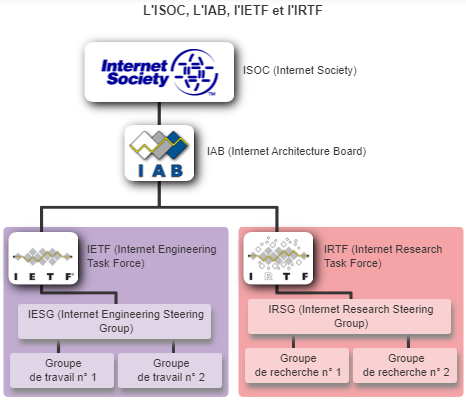 L'ISOC, L'IAB, l'IETF et l'IRTF
Internet
Society
TM
ISOC (Internet Society)
IAB
IAB (Internet Architecture Board)
IETF
IETF (Internet Engineering
Task Force)
IRTF
IRTF (Internet Research
Task Force)
IESG (Internet Engineering Steering
Group)
IRSG (Internet Research Steering
Group)
Groupe
de travail n° 1
Groupe
de travail n° 2
Groupe
de recherche n° 1
Groupe
de recherche n° 2